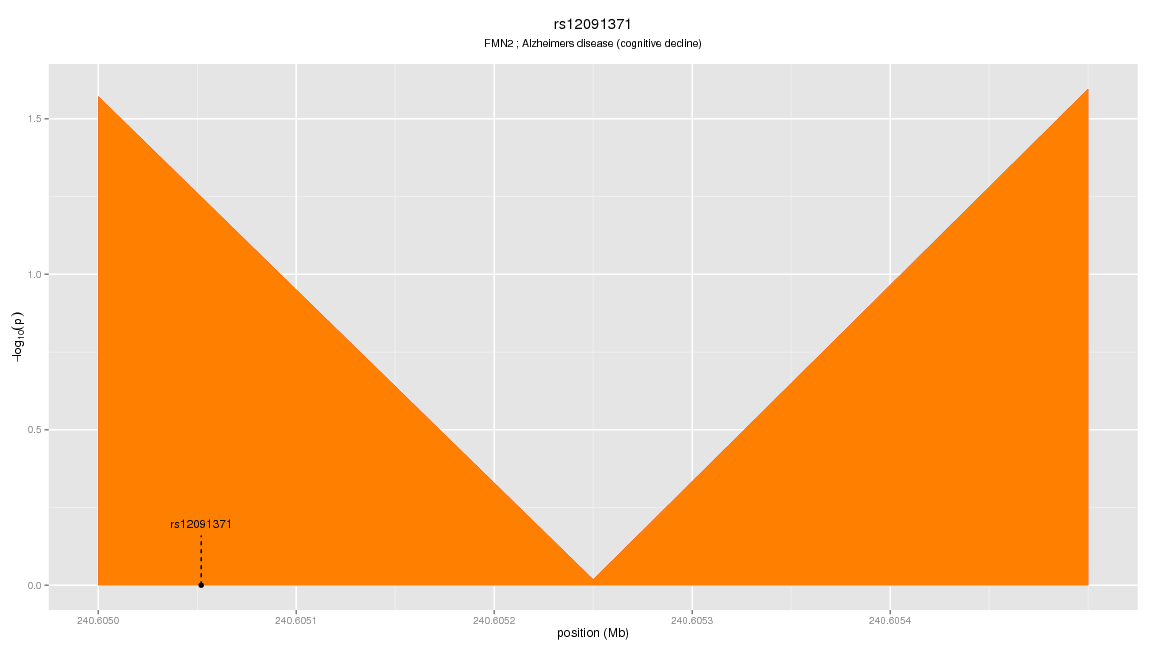 rs12091371
FMN2 ; Alzheimers disease (cognitive decline)
1.5
1.0
0.5
0.0
−log10(p)
rs12091371
240.6050 240.6051 240.6052 240.6053 240.6054
position (Mb)